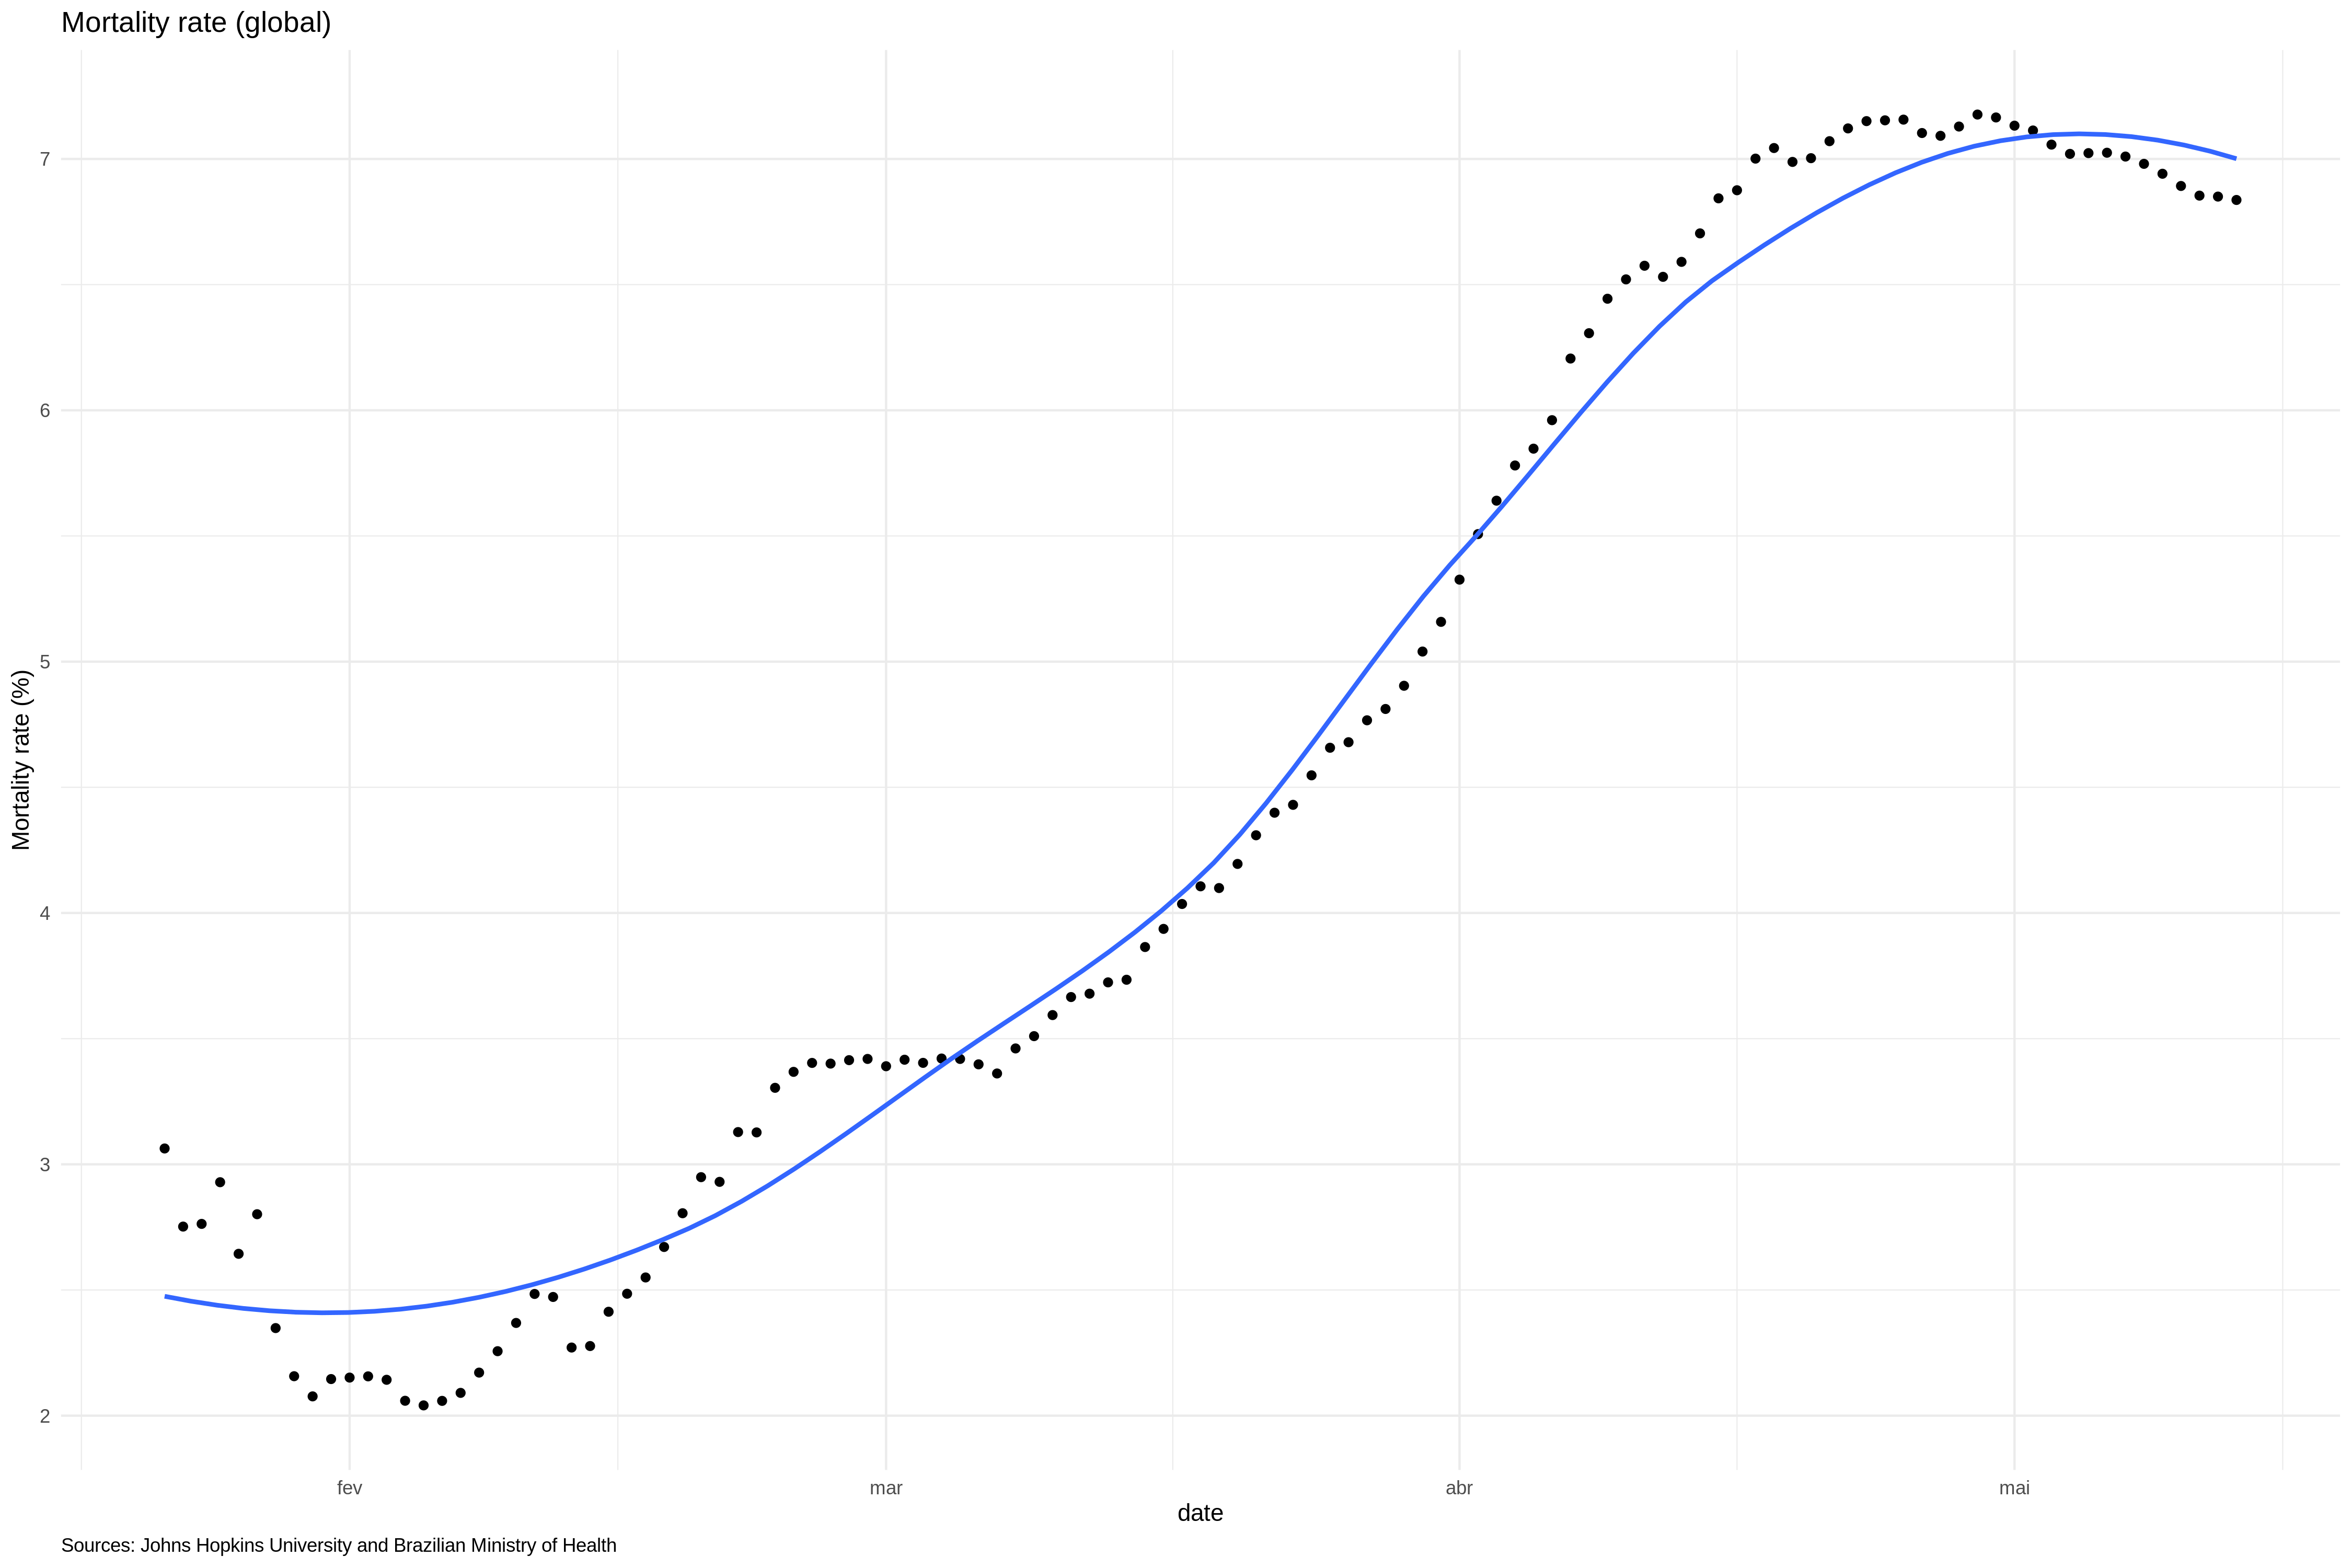 Mortality rate (global)
Mortality rate (%)
7
6
5
4
3
2
fev
mar
abr
mai
date
Sources: Johns Hopkins University and Brazilian Ministry of Health